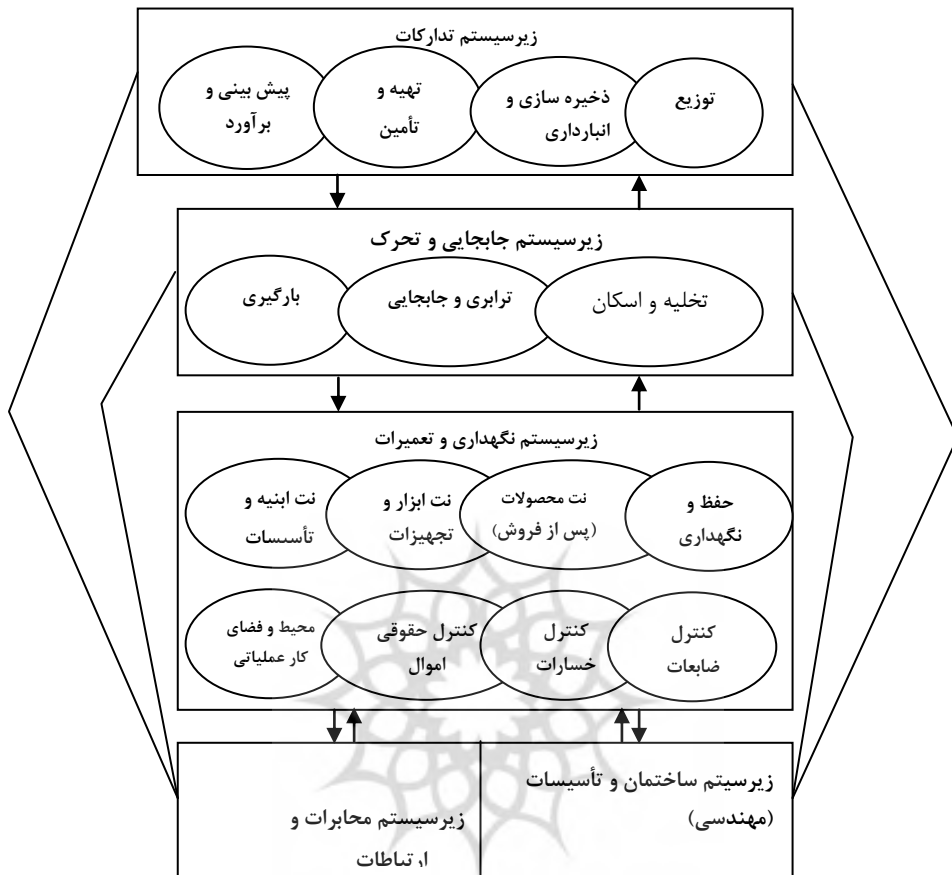 زیرسیستم تدارکات
توزیع
ذخیره سازی و
انبارداری
تهیه و
تأمین
پیش بینی و
برآورد
زیرسیستم جابجایی و تحرک
تخلیه و اسکان
ترابری و جابجایی
بارگیری
زیرسیستم نگهداری و تعمیرات
حفظ و
نگهداری
نت محصولات
(پس از فروش)
نت ابزار و
تجهیزات
نت ابنیه و
تأسیسات
کنترل
ضابعات
کنترل
خسارات
کنترل حقوقی
اموال
محیط و فضای
کار عملیاتی
زیرسیتم ساختمان و تأسیسات
(مهندسی)
زیرسیستم محابرات و
ارتباطات